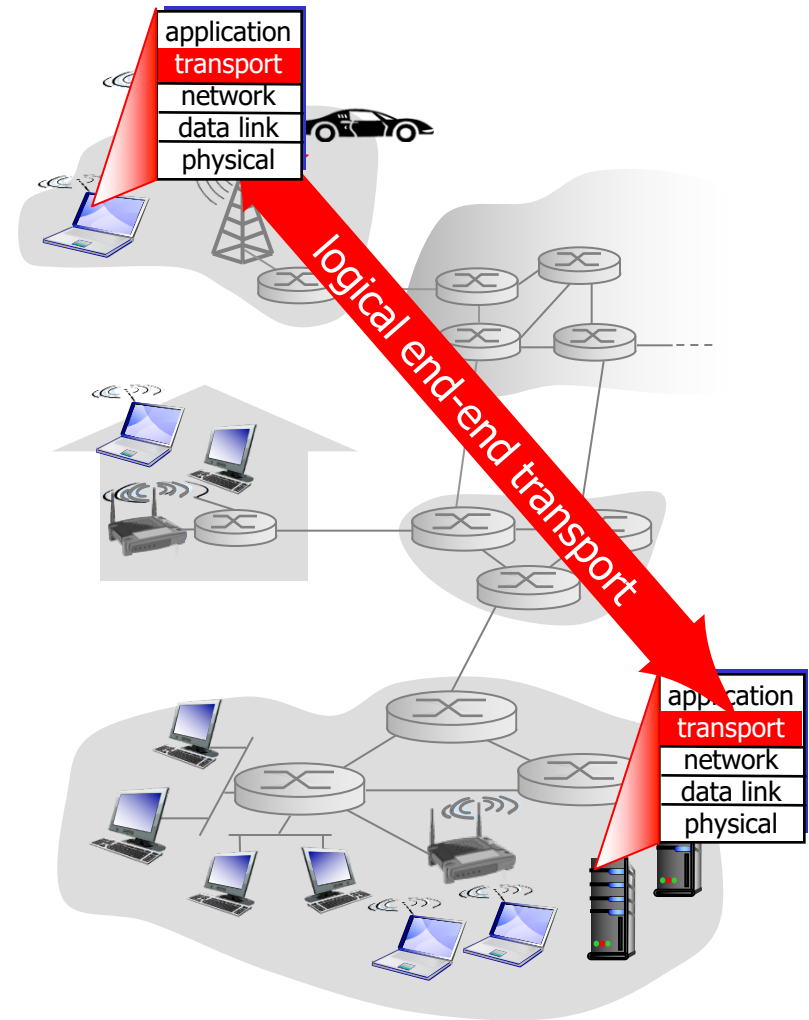 application
transport
network
data link
physical
logical end-end transport
application
transport
network
data link
physical